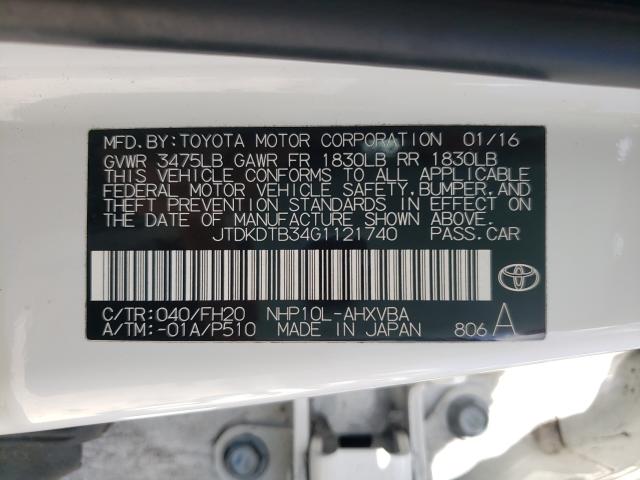 MFD.BY:TOYOTA MOTOR CORPORATION 01/16
GVWR 3475LB GAWR FR 1830LB RR 1830LB
THIS VEHICLE CONFORMS TO ALL APPLICABLE
FEDERAL MOTOR VEHICLE SAFETY,BUMPER,AND
THEFT PREVENTION STANDARDS IN EFFECT ON
THE DATE OF MANUFACTURE SHOWN ABOVE.
JTDKDTB34G1121740 PASS.CAR
C/TR:040/FH20 NHP10L-AHXVBA
A/TM:-01A/P510 MADE IN JAPAN 806 A